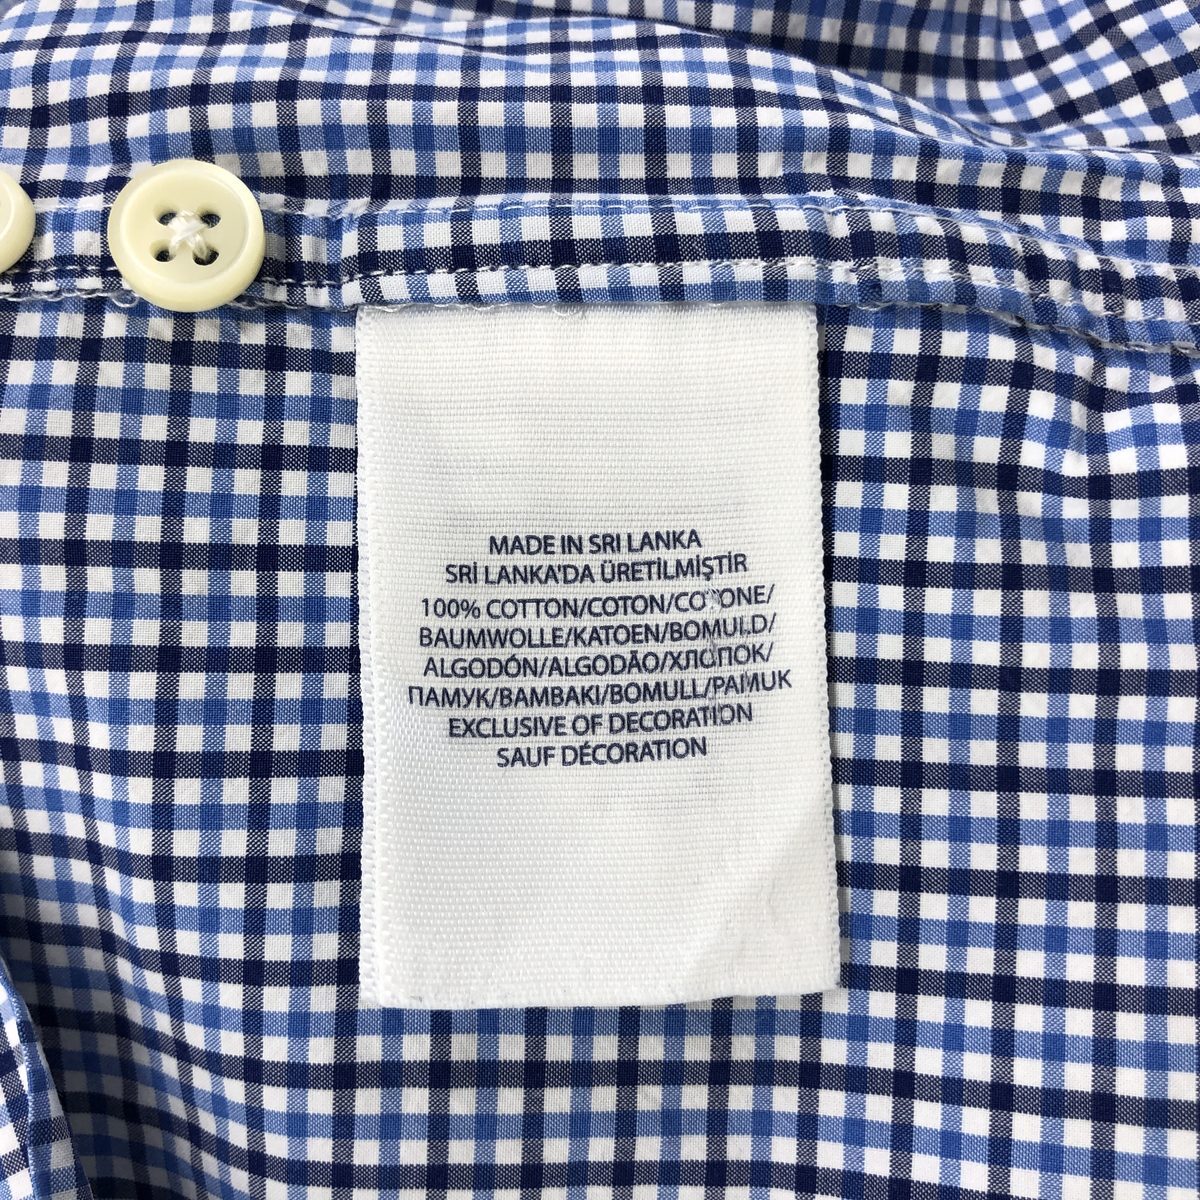 MADE IN SRI LANKA
SRİ LANKA'DA ÜRETİLMİŞTİR
100% COTTON/COTON/COTONE/
BAUMWOLLE/KATOEN/BOMULD/
ALGODÓN/ALGODÃO/ХЛОПОК/
ПАМУК/BAMBAKI/BOMULL/PAMUK
EXCLUSIVE OF DECORATION
SAUF DÉCORATION